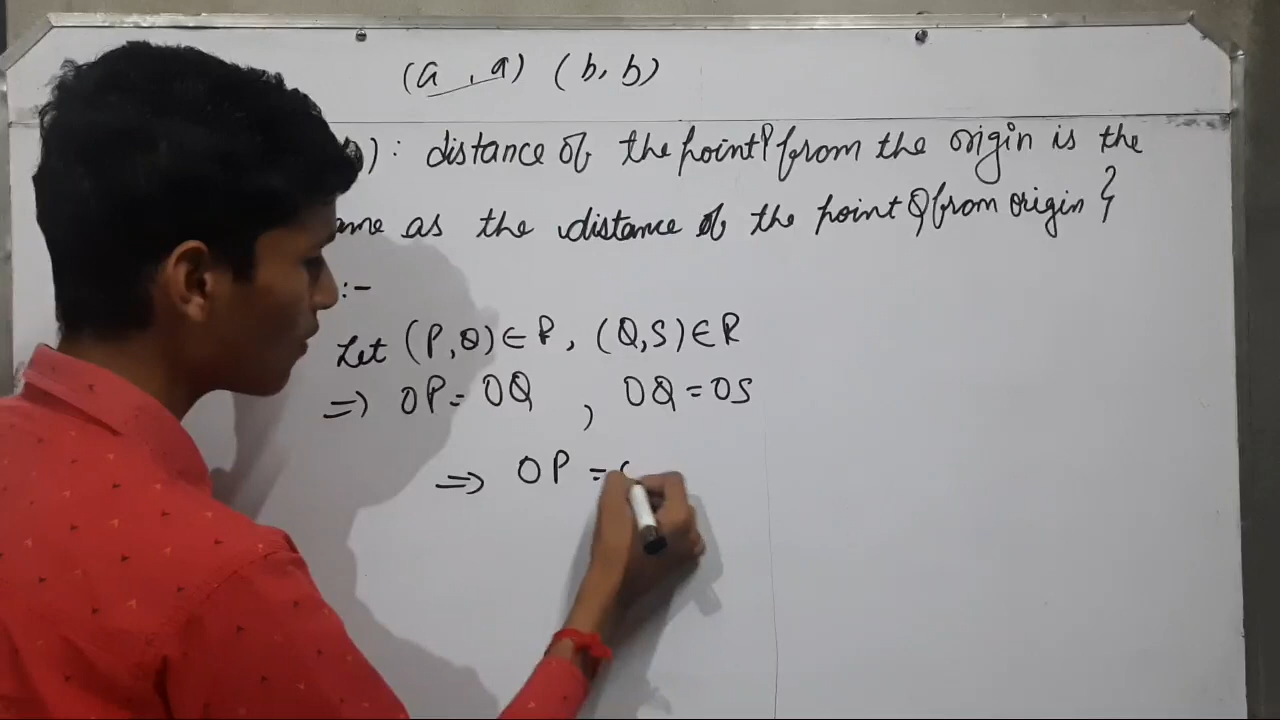 (a , a) (b, b)
) : distance of the point P from the origin is the
me as the distance of the point Q from origin }
:-
Let (P, Q) ∈ R, (Q, S) ∈ R
=> OP = OQ , OQ = OS
=> OP =